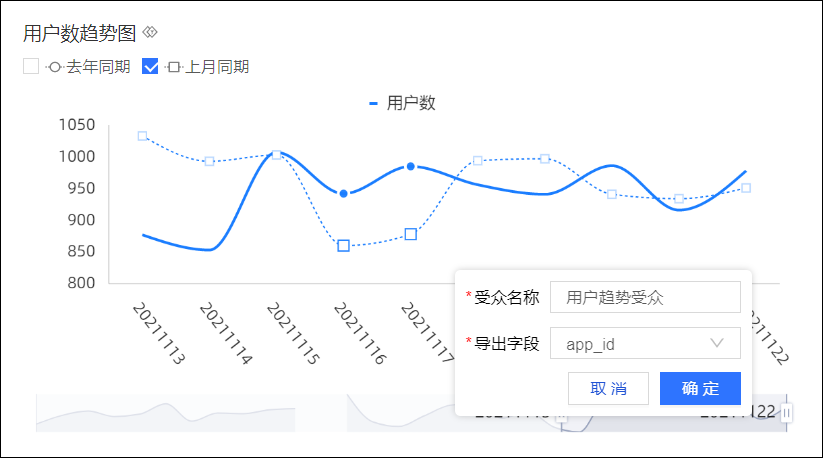 用户数趋势图
去年同期 上月同期
用户数
1050
1000
950
900
850
800
20211113
20211114
20211115
20211116
20211117
受众名称 用户趋势受众
*导出字段 app_id
取 消 确 定